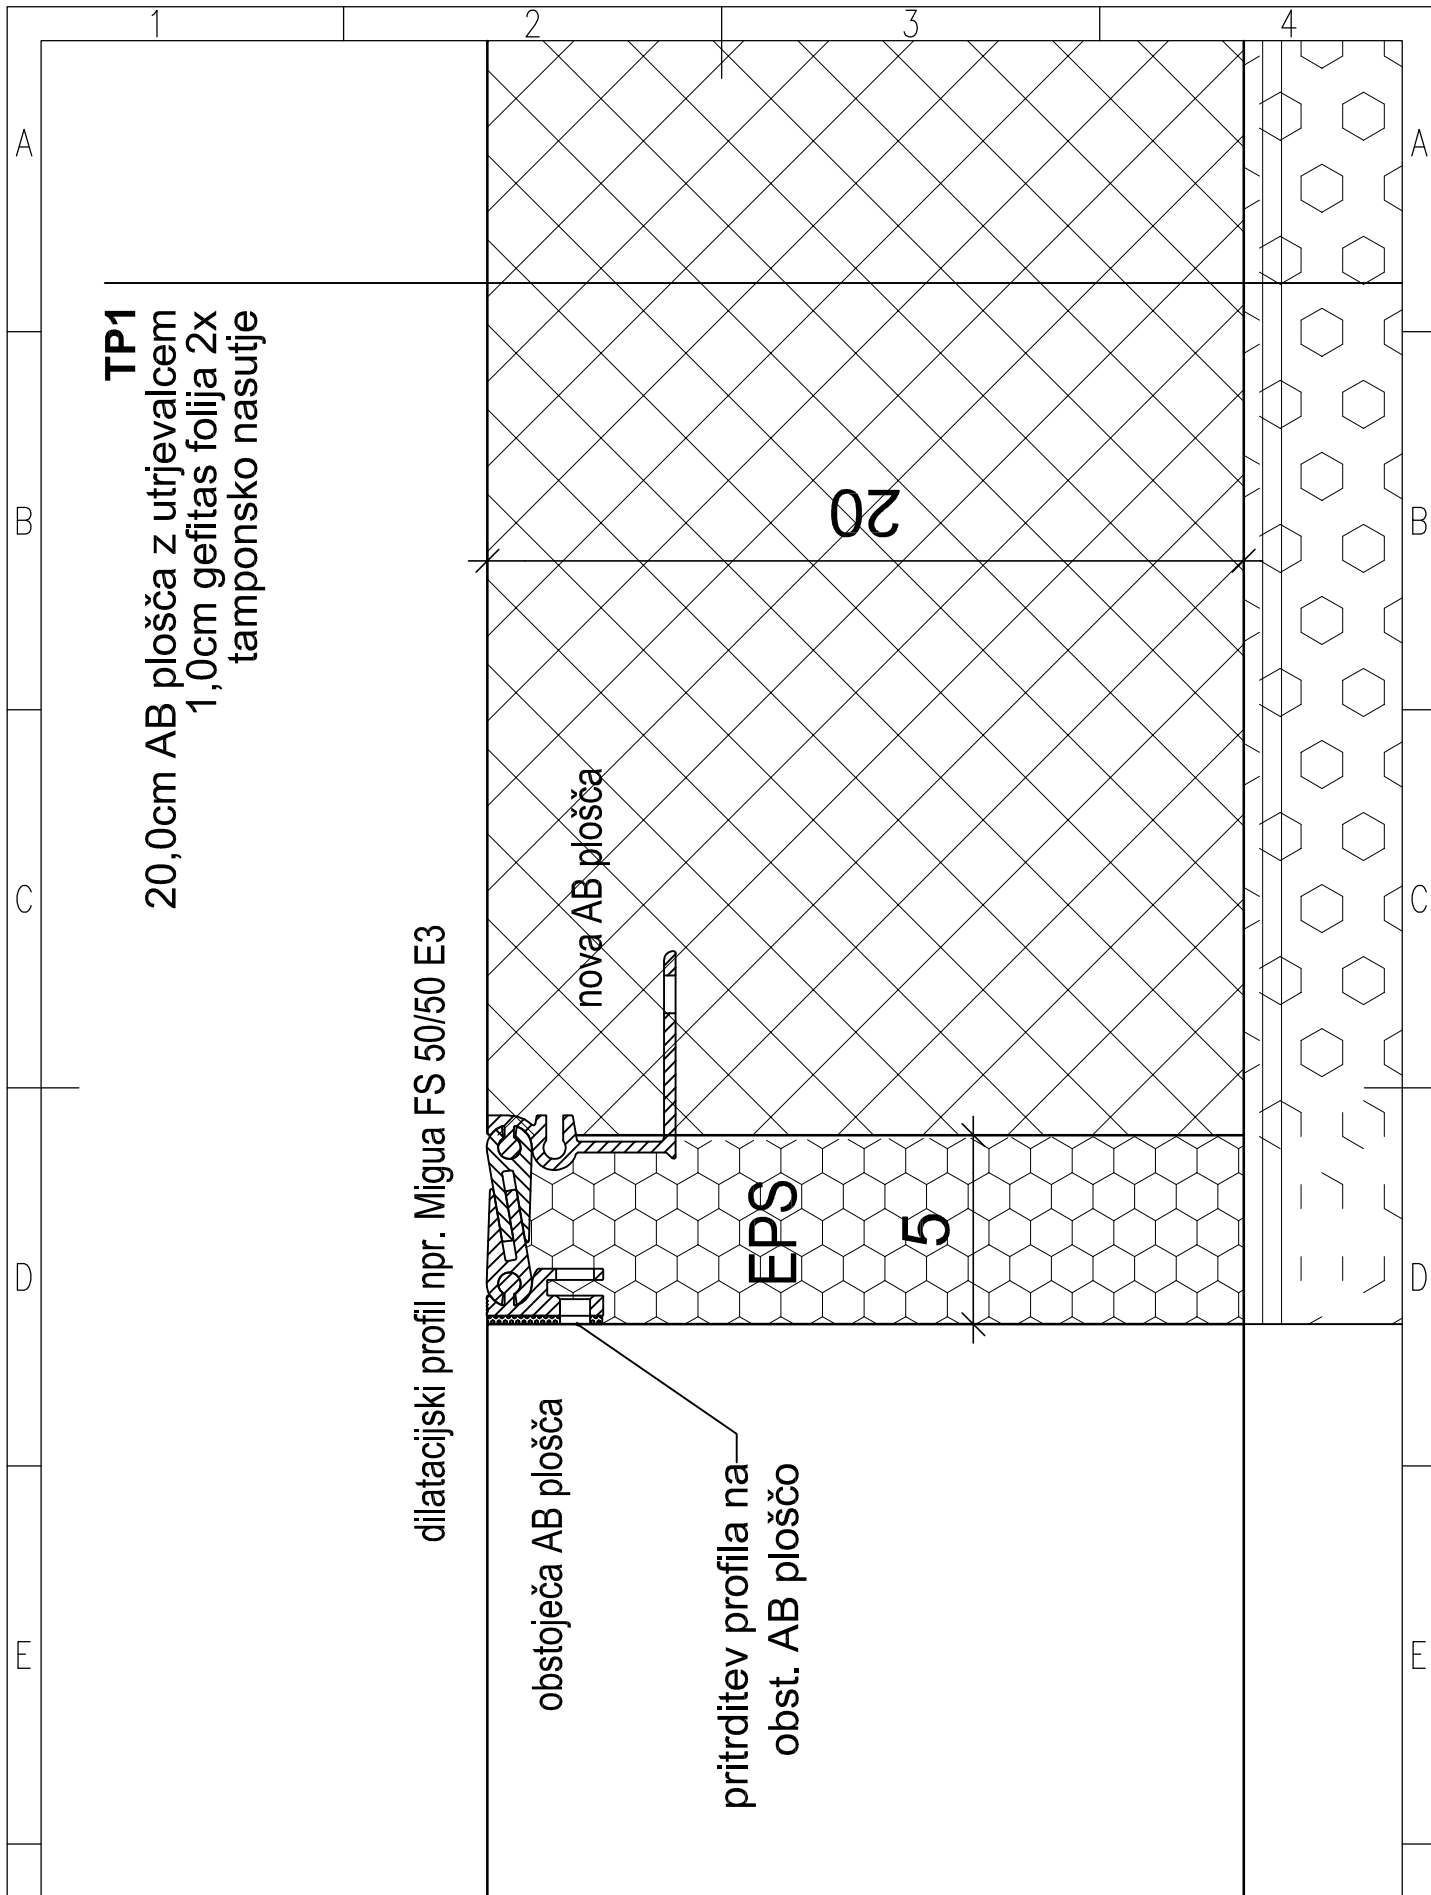 1
2
3
4
A
A
B
B
C
C
D
D
E
E
TP1
20,0cm AB plošča z utrjevalcem
1,0cm gefitas folija 2x
tamponsko nasutje
dilatacijski profil npr. Migua FS 50/50 E3
obstoječa AB plošča
nova AB plošča
pritrditev profila na
obst. AB ploščo
EPS
5
20